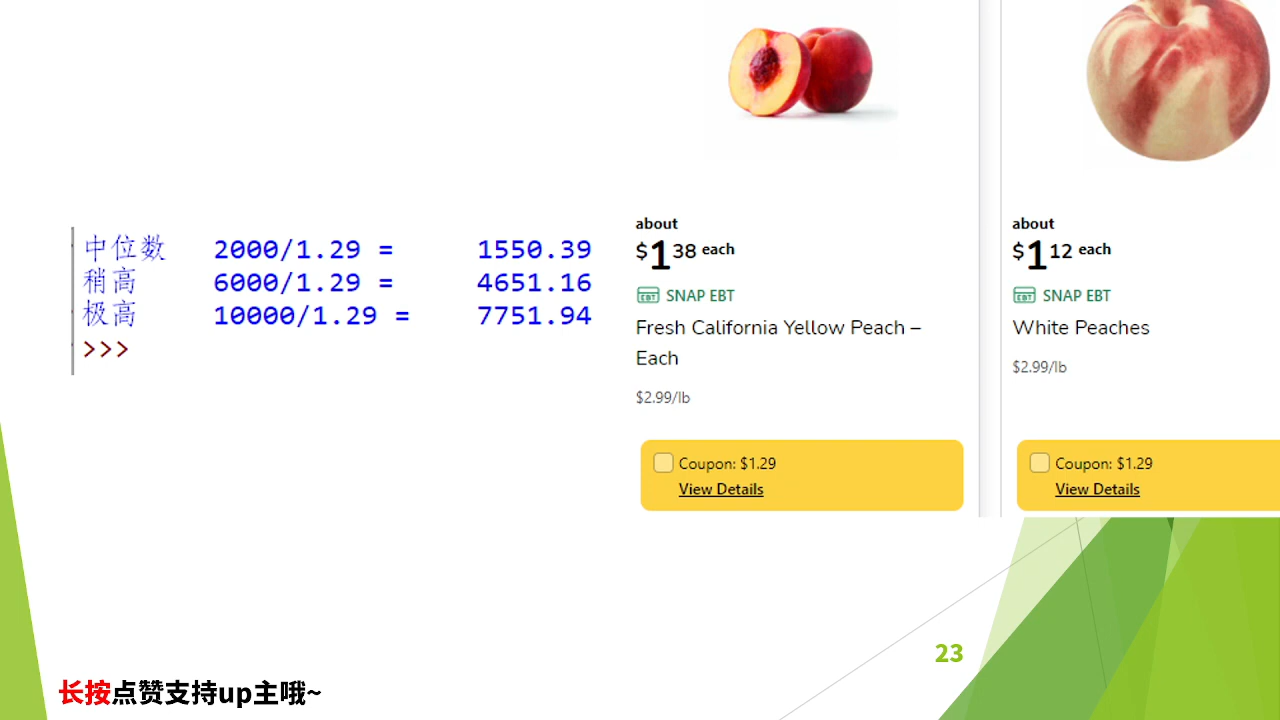 中位数 2000/1.29 = 1550.39
稍高 6000/1.29 = 4651.16
极高 10000/1.29 = 7751.94
>>>
about
$1 38 each
EBT SNAP EBT
Fresh California Yellow Peach –
Each
$2.99/lb
Coupon: $1.29
View Details
about
$1 12 each
EBT SNAP EBT
White Peaches
$2.99/lb
Coupon: $1.29
View Details
23
长按点赞支持up主哦~